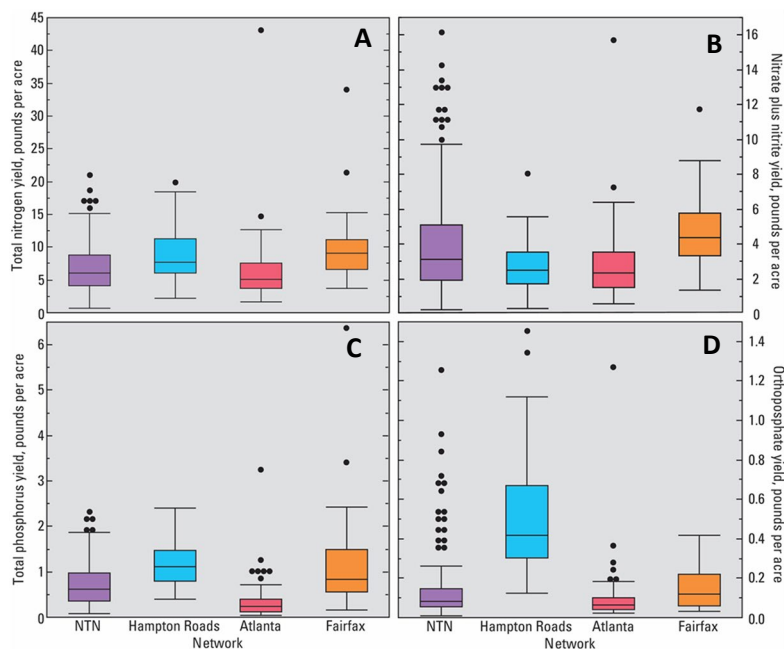 A
Total nitrogen yield, pounds per acre
45
40
35
30
25
20
15
10
5
0
B
16
14
12
10
8
6
4
2
0
Nitrate plus nitrite yield, pounds per acre
C
Total phosphorus yield, pounds per acre
6
5
4
3
2
1
0
NTN Hampton Roads Atlanta Fairfax
Network
D
1.4
1.2
1.0
0.8
0.6
0.4
0.2
0.0
Orthoposphate yield, pounds per acre
NTN Hampton Roads Atlanta Fairfax
Network